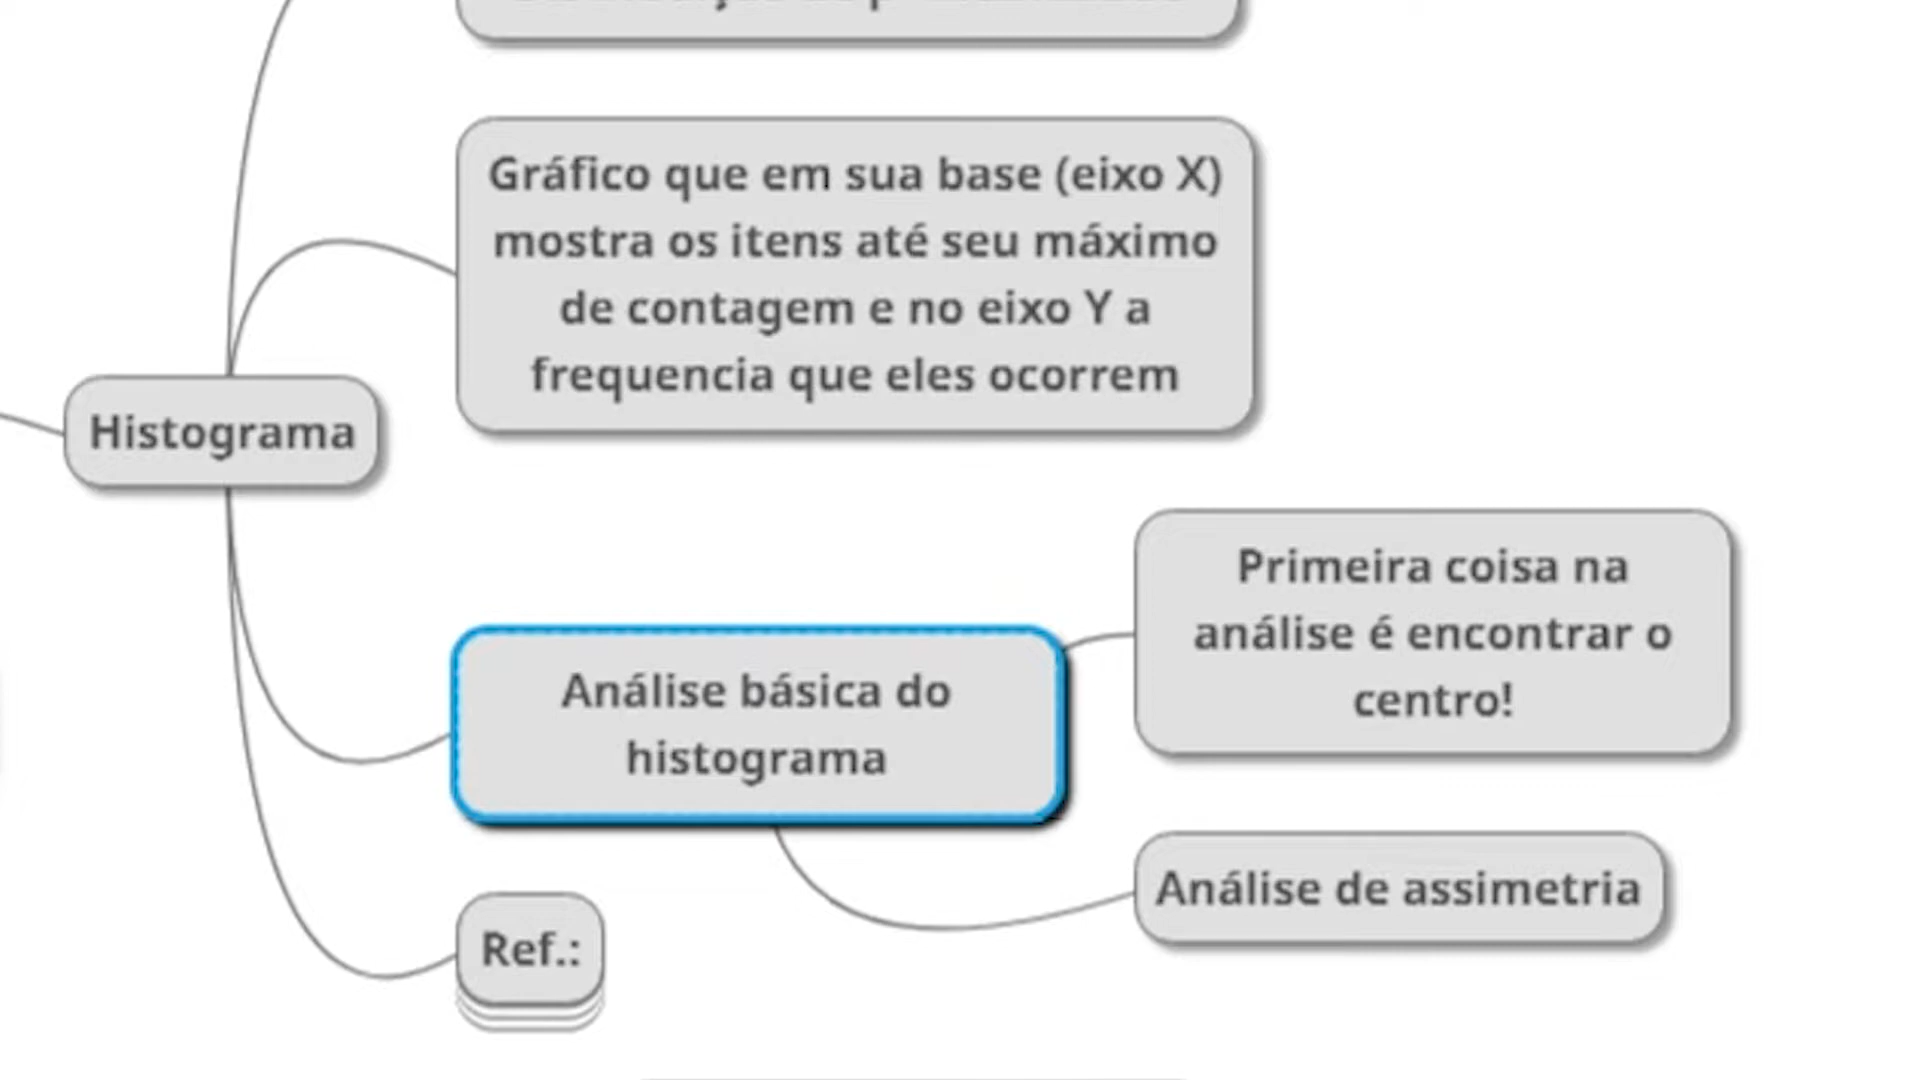 Gráfico que em sua base (eixo X)
mostra os itens até seu máximo
de contagem e no eixo Y a
frequencia que eles ocorrem
Histograma
Primeira coisa na
análise é encontrar o
centro!
Análise básica do
histograma
Análise de assimetria
Ref.: